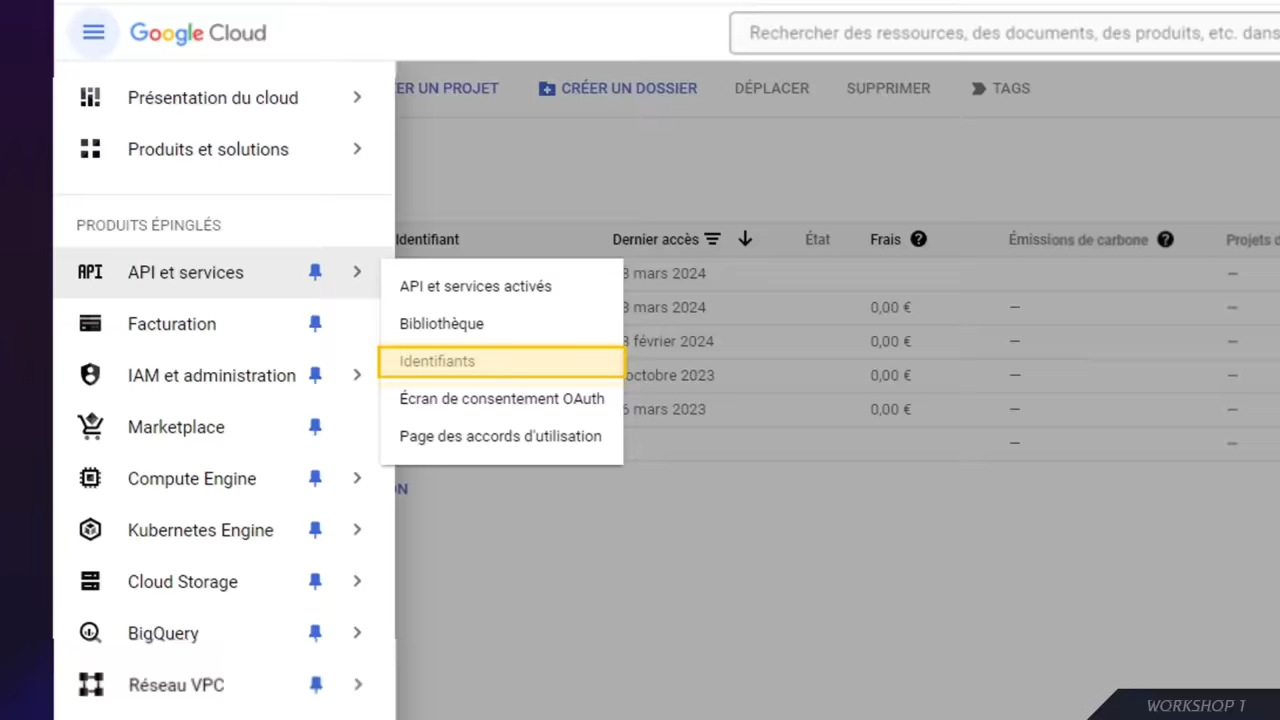 Google Cloud
Rechercher des ressources, des documents, des produits, etc. dans
Présentation du cloud
Produits et solutions
PRODUITS ÉPINGLÉS
API API et services
Facturation
IAM et administration
Marketplace
Compute Engine
Kubernetes Engine
Cloud Storage
BigQuery
Réseau VPC
API et services activés
Bibliothèque
Identifiants
Écran de consentement OAuth
Page des accords d'utilisation
ER UN PROJET CRÉER UN DOSSIER DÉPLACER SUPPRIMER TAGS
Identifiant Dernier accès État Frais Émissions de carbone Projets d
8 mars 2024 –
8 mars 2024 0,00 € – –
8 février 2024 0,00 € – –
octobre 2023 0,00 € – –
6 mars 2023 0,00 € – –
– –
ON
WORKSHOP 1